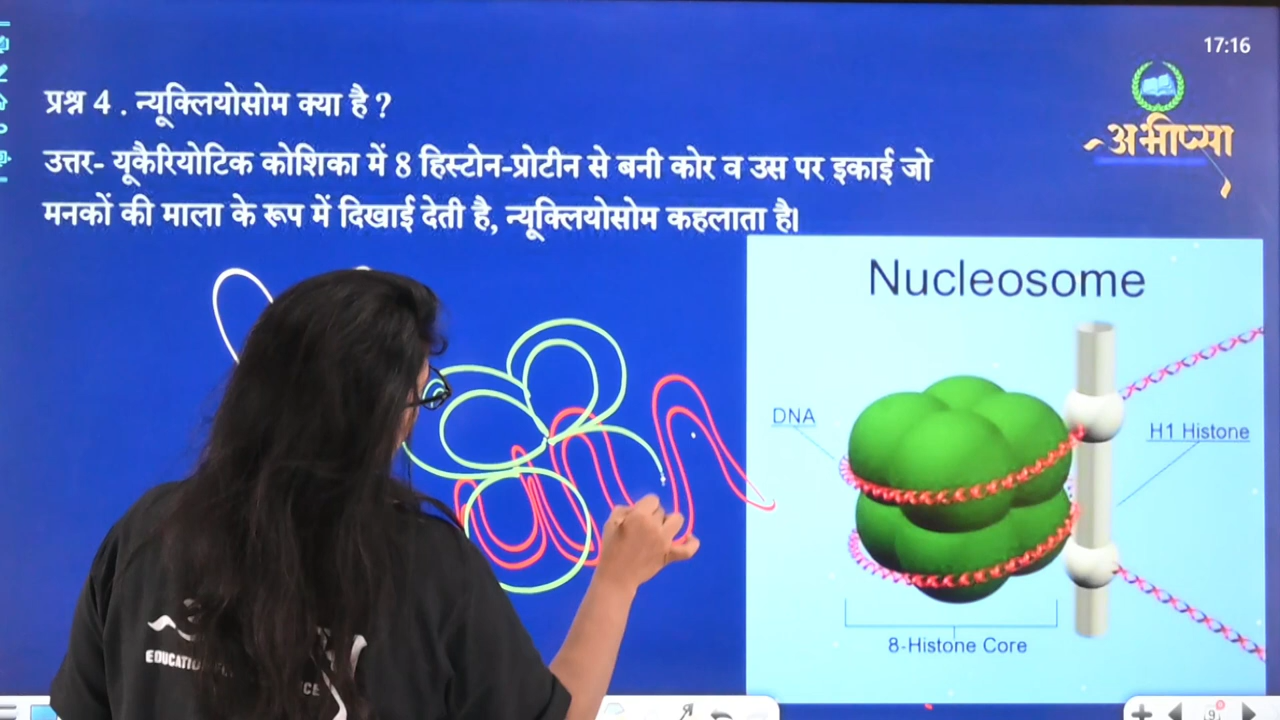 17:16
प्रश्न 4 . न्यूक्लियोसोम क्या है ?
अभीप्सा
उत्तर- यूकैरियोटिक कोशिका में 8 हिस्टोन-प्रोटीन से बनी कोर व उस पर इकाई जो
मनकों की माला के रूप में दिखाई देती है, न्यूक्लियोसोम कहलाता है।
Nucleosome
DNA
H1 Histone
8-Histone Core
9